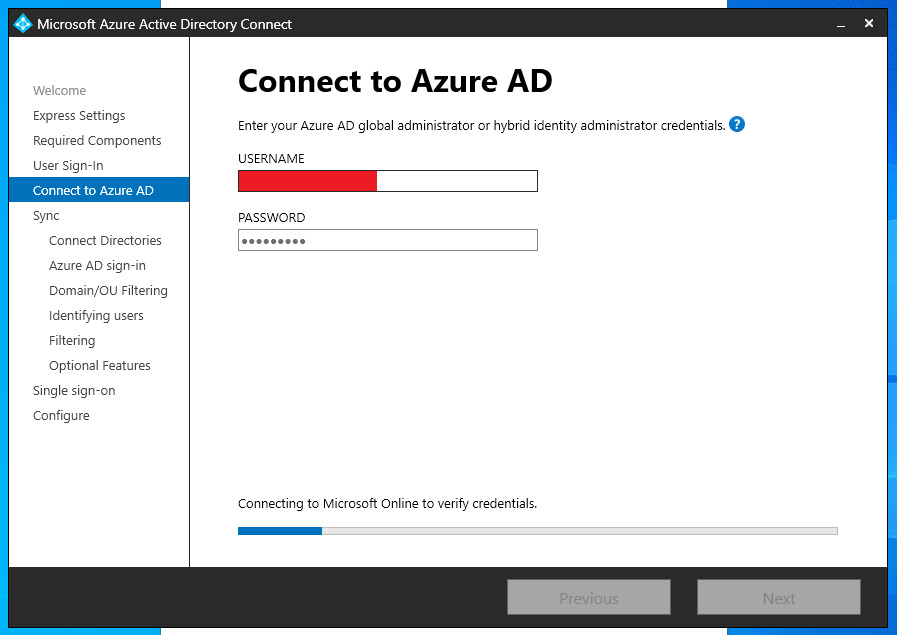 Microsoft Azure Active Directory Connect
Welcome
Express Settings
Required Components
User Sign-In
Connect to Azure AD
Sync
Connect Directories
Azure AD sign-in
Domain/OU Filtering
Identifying users
Filtering
Optional Features
Single sign-on
Configure
Connect to Azure AD
Enter your Azure AD global administrator or hybrid identity administrator credentials. ?
USERNAME
PASSWORD
●●●●●●●●●
Connecting to Microsoft Online to verify credentials.
Previous
Next